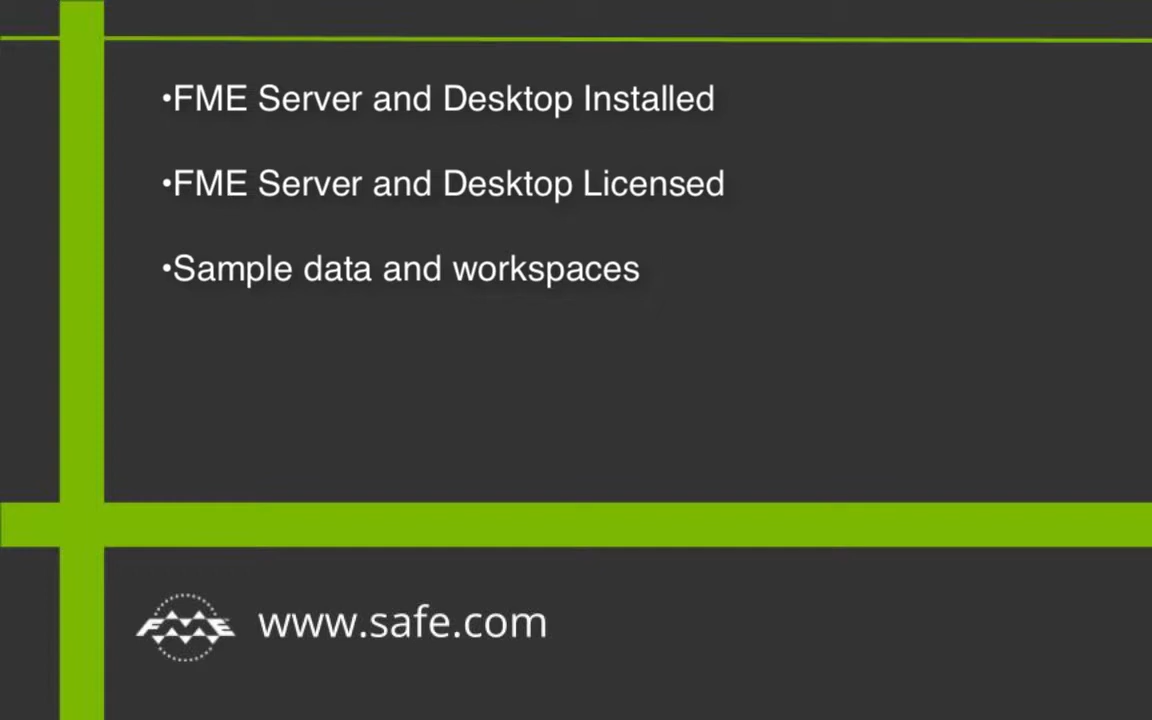 •FME Server and Desktop Installed
•FME Server and Desktop Licensed
•Sample data and workspaces
FME www.safe.com